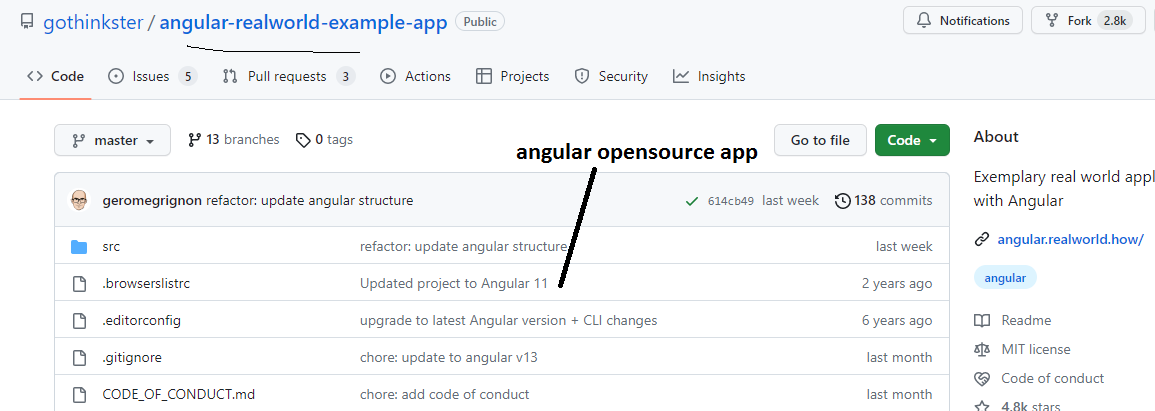 gothinkster / angular-realworld-example-app Public Notifications Fork 2.8k
Code Issues 5 Pull requests 3 Actions Projects Security Insights
master 13 branches 0 tags Go to file Code
angular opensource app
geromegrignon refactor: update angular structure 614cb49 last week 138 commits
src refactor: update angular structure last week
.browserslistrc Updated project to Angular 11 2 years ago
.editorconfig upgrade to latest Angular version + CLI changes 6 years ago
.gitignore chore: update to angular v13 last month
CODE_OF_CONDUCT.md chore: add code of conduct last month
About
Exemplary real world appl
with Angular
angular.realworld.how/
angular
Readme
MIT license
Code of conduct
4.8k stars